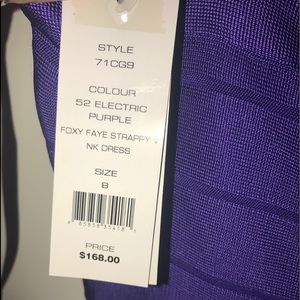 STYLE
71CG9
COLOUR
52 ELECTRIC
PURPLE
FOXY FAYE STRAPPY V
NK DRESS
SIZE
8
PRICE
$168.00